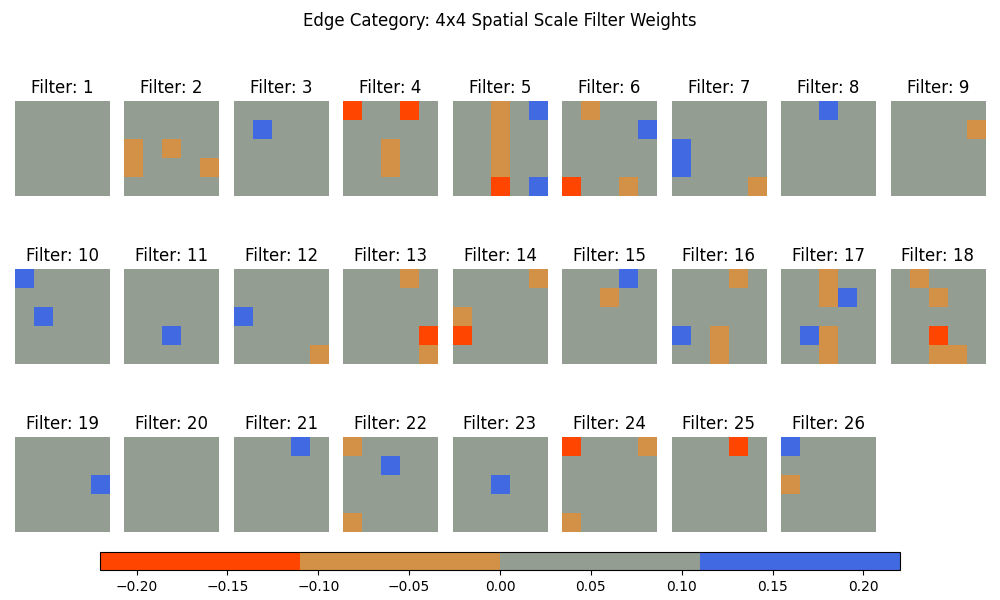 Edge Category: 4x4 Spatial Scale Filter Weights
Filter: 1 Filter: 2 Filter: 3 Filter: 4 Filter: 5 Filter: 6 Filter: 7 Filter: 8 Filter: 9
Filter: 10 Filter: 11 Filter: 12 Filter: 13 Filter: 14 Filter: 15 Filter: 16 Filter: 17 Filter: 18
Filter: 19 Filter: 20 Filter: 21 Filter: 22 Filter: 23 Filter: 24 Filter: 25 Filter: 26
−0.20 −0.15 −0.10 −0.05 0.00 0.05 0.10 0.15 0.20